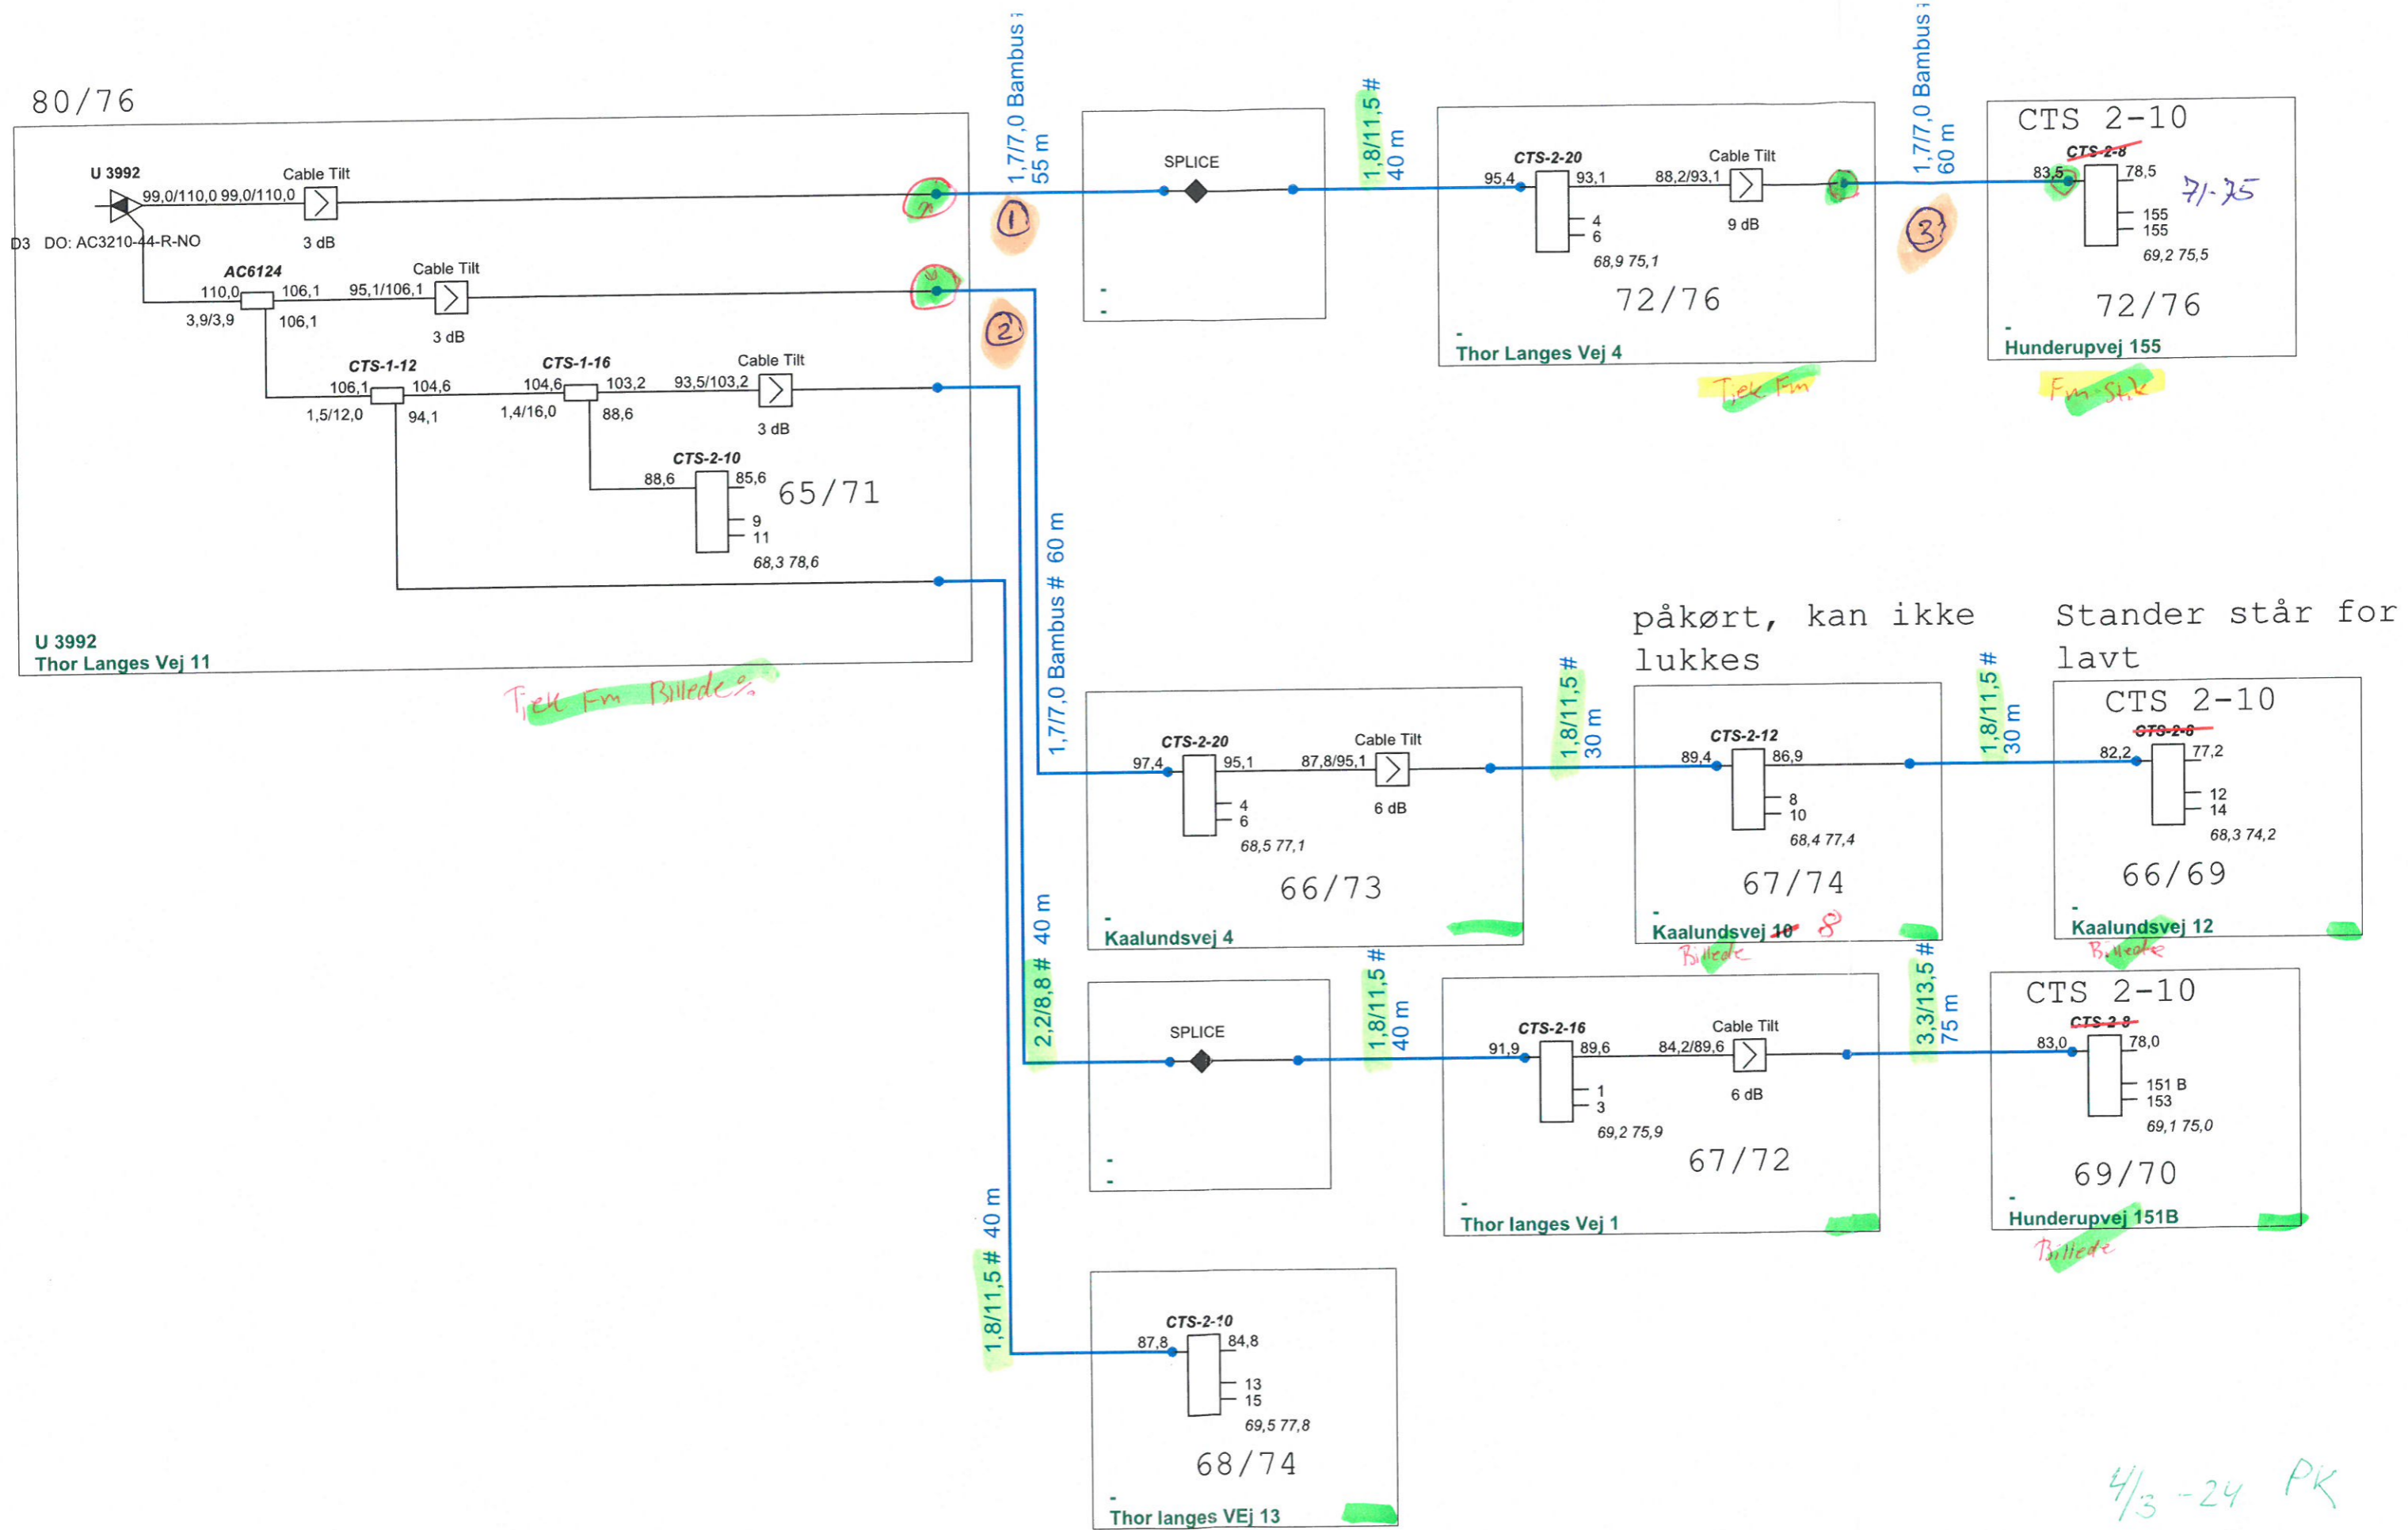 80/76
U 3992
99,0/110,0 99,0/110,0
Cable Tilt
3 dB
D3 DO: AC3210-44-R-NO
AC6124
110,0
106,1
3,9/3,9
106,1
95,1/106,1
Cable Tilt
3 dB
CTS-1-12
106,1
104,6
1,5/12,0
94,1
CTS-1-16
104,6
103,2
1,4/16,0
88,6
93,5/103,2
Cable Tilt
3 dB
CTS-2-10
88,6
85,6
65/71
9
11
68,3 78,6
U 3992
Thor Langes Vej 11
Tjek Fm Billede %
1,7/7,0 Bambus
55 m
1
2
SPLICE
-
-
1,8/11,5 #
40 m
CTS-2-20
95,4
93,1
88,2/93,1
Cable Tilt
9 dB
4
6
68,9 75,1
72/76
-
Thor Langes Vej 4
Tjek Fm
1,7/7,0 Bambus
60 m
3
CTS 2-10
CTS-2-8
83,5
78,5
71-75
155
155
69,2 75,5
72/76
-
Hunderupvej 155
Fm-Stik
1,7/7,0 Bambus # 60 m
CTS-2-20
97,4
95,1
87,8/95,1
Cable Tilt
6 dB
4
6
68,5 77,1
66/73
-
Kaalundsvej 4
1,8/11,5 #
30 m
påkørt, kan ikke
lukkes
CTS-2-12
89,4
86,9
8
10
68,4 77,4
67/74
-
Kaalundsvej 10 8
Billede
1,8/11,5 #
30 m
Stander står for
lavt
CTS 2-10
CTS-2-8
82,2
77,2
12
14
68,3 74,2
66/69
-
Kaalundsvej 12
Billede
2,2/8,8 # 40 m
SPLICE
-
-
1,8/11,5 #
40 m
CTS-2-16
91,9
89,6
84,2/89,6
Cable Tilt
6 dB
1
3
69,2 75,9
67/72
-
Thor langes Vej 1
3,3/13,5 #
75 m
CTS 2-10
CTS-2-8
83,0
78,0
151 B
153
69,1 75,0
69/70
-
Hunderupvej 151B
Billede
1,8/11,5 # 40 m
CTS-2-10
87,8
84,8
13
15
69,5 77,8
68/74
-
Thor langes VEj 13
4/3 -24 PK